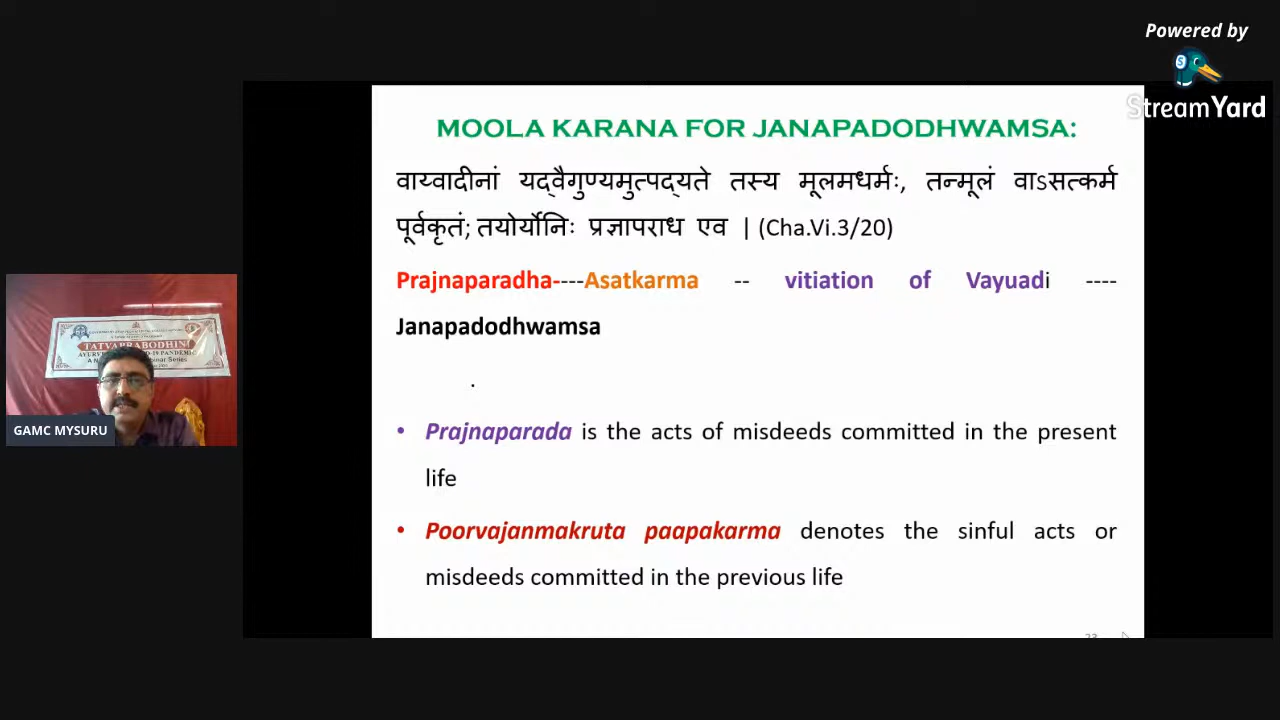 Powered by
StreamYard
MOOLA KARANA FOR JANAPADODHWAMSA:
वाय्वादीनां यद्वैगुण्यमुत्पद्यते तस्य मूलमधर्मः, तन्मूलं वाऽसत्कर्म
पूर्वकृतं; तयोर्योनिः प्रज्ञापराध एव | (Cha.Vi.3/20)
Prajnaparadha----Asatkarma -- vitiation of Vayuadi ----
Janapadodhwamsa
.
• Prajnaparada is the acts of misdeeds committed in the present
life
• Poorvajanmakruta paapakarma denotes the sinful acts or
misdeeds committed in the previous life
TATVAPRABODHINI
GAMC MYSURU